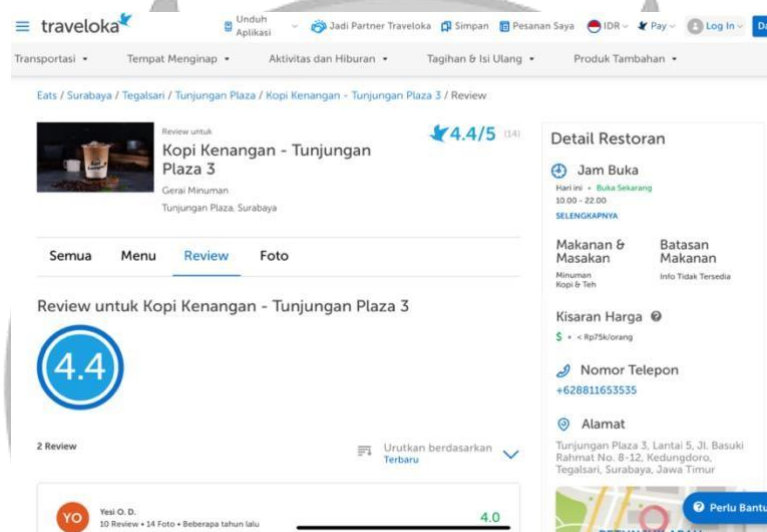 traveloka
Unduh Aplikasi
Jadi Partner Traveloka
Simpan
Pesanan Saya
IDR
Pay
Log In
Da
Transportasi
Tempat Menginap
Aktivitas dan Hiburan
Tagihan & Isi Ulang
Produk Tambahan
Eats / Surabaya / Tegalsari / Tunjungan Plaza / Kopi Kenangan - Tunjungan Plaza 3 / Review
Review untuk
Kopi Kenangan - Tunjungan
Plaza 3
4.4/5 (14)
Gerai Minuman
Tunjungan Plaza, Surabaya
Semua
Menu
Review
Foto
Review untuk Kopi Kenangan - Tunjungan Plaza 3
4.4
2 Review
Urutkan berdasarkan
Terbaru
YO
Yesi O. D.
10 Review • 14 Foto • Beberapa tahun lalu
4.0
Detail Restoran
Jam Buka
Hari ini • Buka Sekarang
10.00 - 22.00
SELENGKAPNYA
Makanan &
Masakan
Minuman
Kopi & Teh
Batasan
Makanan
Info Tidak Tersedia
Kisaran Harga
$ • < Rp75k/orang
Nomor Telepon
+628811653535
Alamat
Tunjungan Plaza 3, Lantai 5, Jl. Basuki
Rahmat No. 8-12, Kedungdoro,
Tegalsari, Surabaya, Jawa Timur
Perlu Bantu